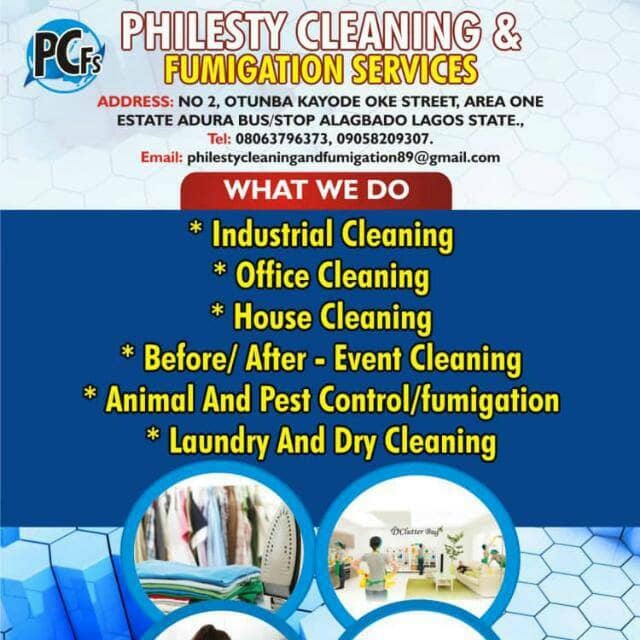 PCFs
PHILESTY CLEANING &
FUMIGATION SERVICES
ADDRESS: NO 2, OTUNBA KAYODE OKE STREET, AREA ONE
ESTATE ADURA BUS/STOP ALAGBADO LAGOS STATE.,
Tel: 08063796373, 09058209307.
Email: philestycleaningandfumigation89@gmail.com
WHAT WE DO
* Industrial Cleaning
* Office Cleaning
* House Cleaning
* Before/ After - Event Cleaning
* Animal And Pest Control/fumigation
* Laundry And Dry Cleaning
DClutter Bug